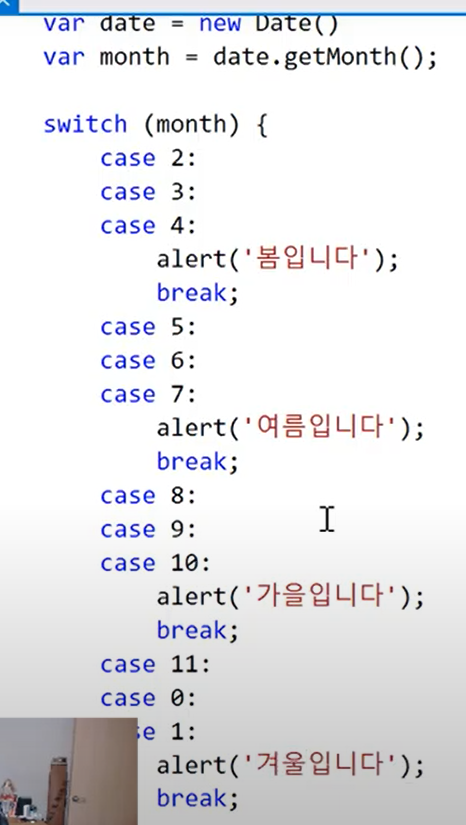 var date = new Date()
var month = date.getMonth();
switch (month) {
case 2:
case 3:
case 4:
alert('봄입니다');
break;
case 5:
case 6:
case 7:
alert('여름입니다');
break;
case 8:
case 9:
case 10:
alert('가을입니다');
break;
case 11:
case 0:
se 1:
alert('겨울입니다');
break;